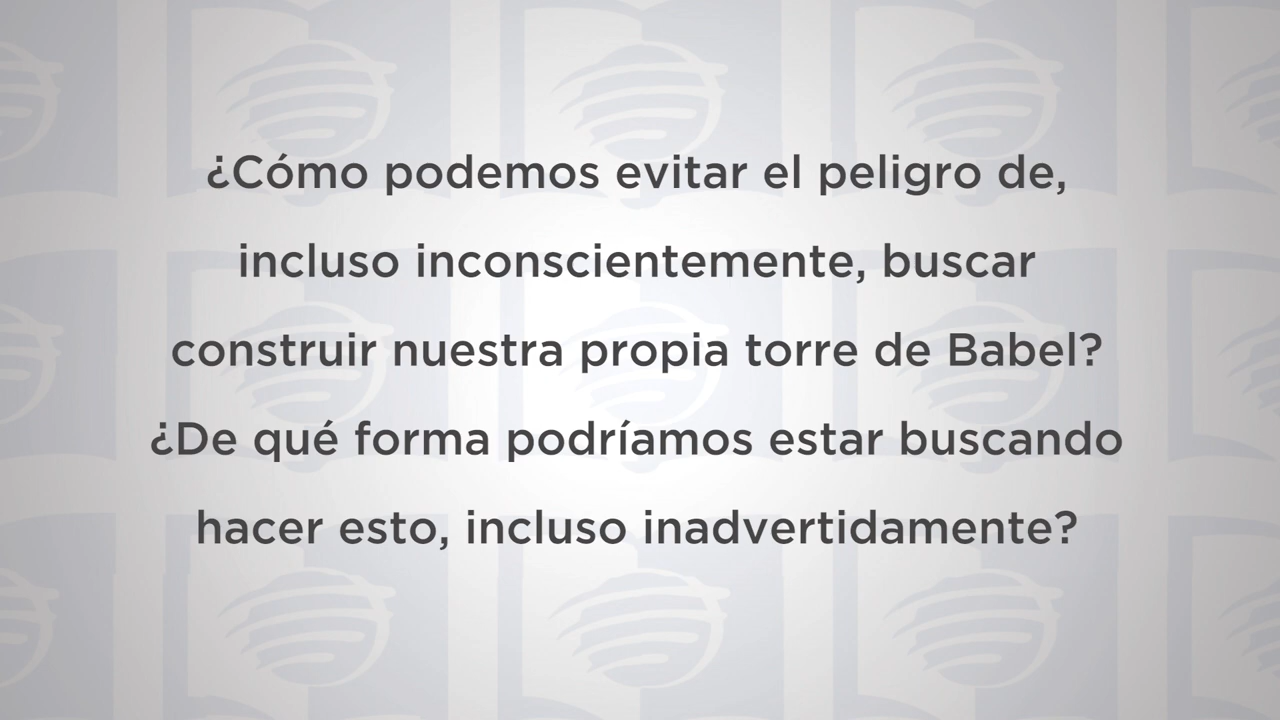 ¿Cómo podemos evitar el peligro de,
incluso inconscientemente, buscar
construir nuestra propia torre de Babel?
¿De qué forma podríamos estar buscando
hacer esto, incluso inadvertidamente?